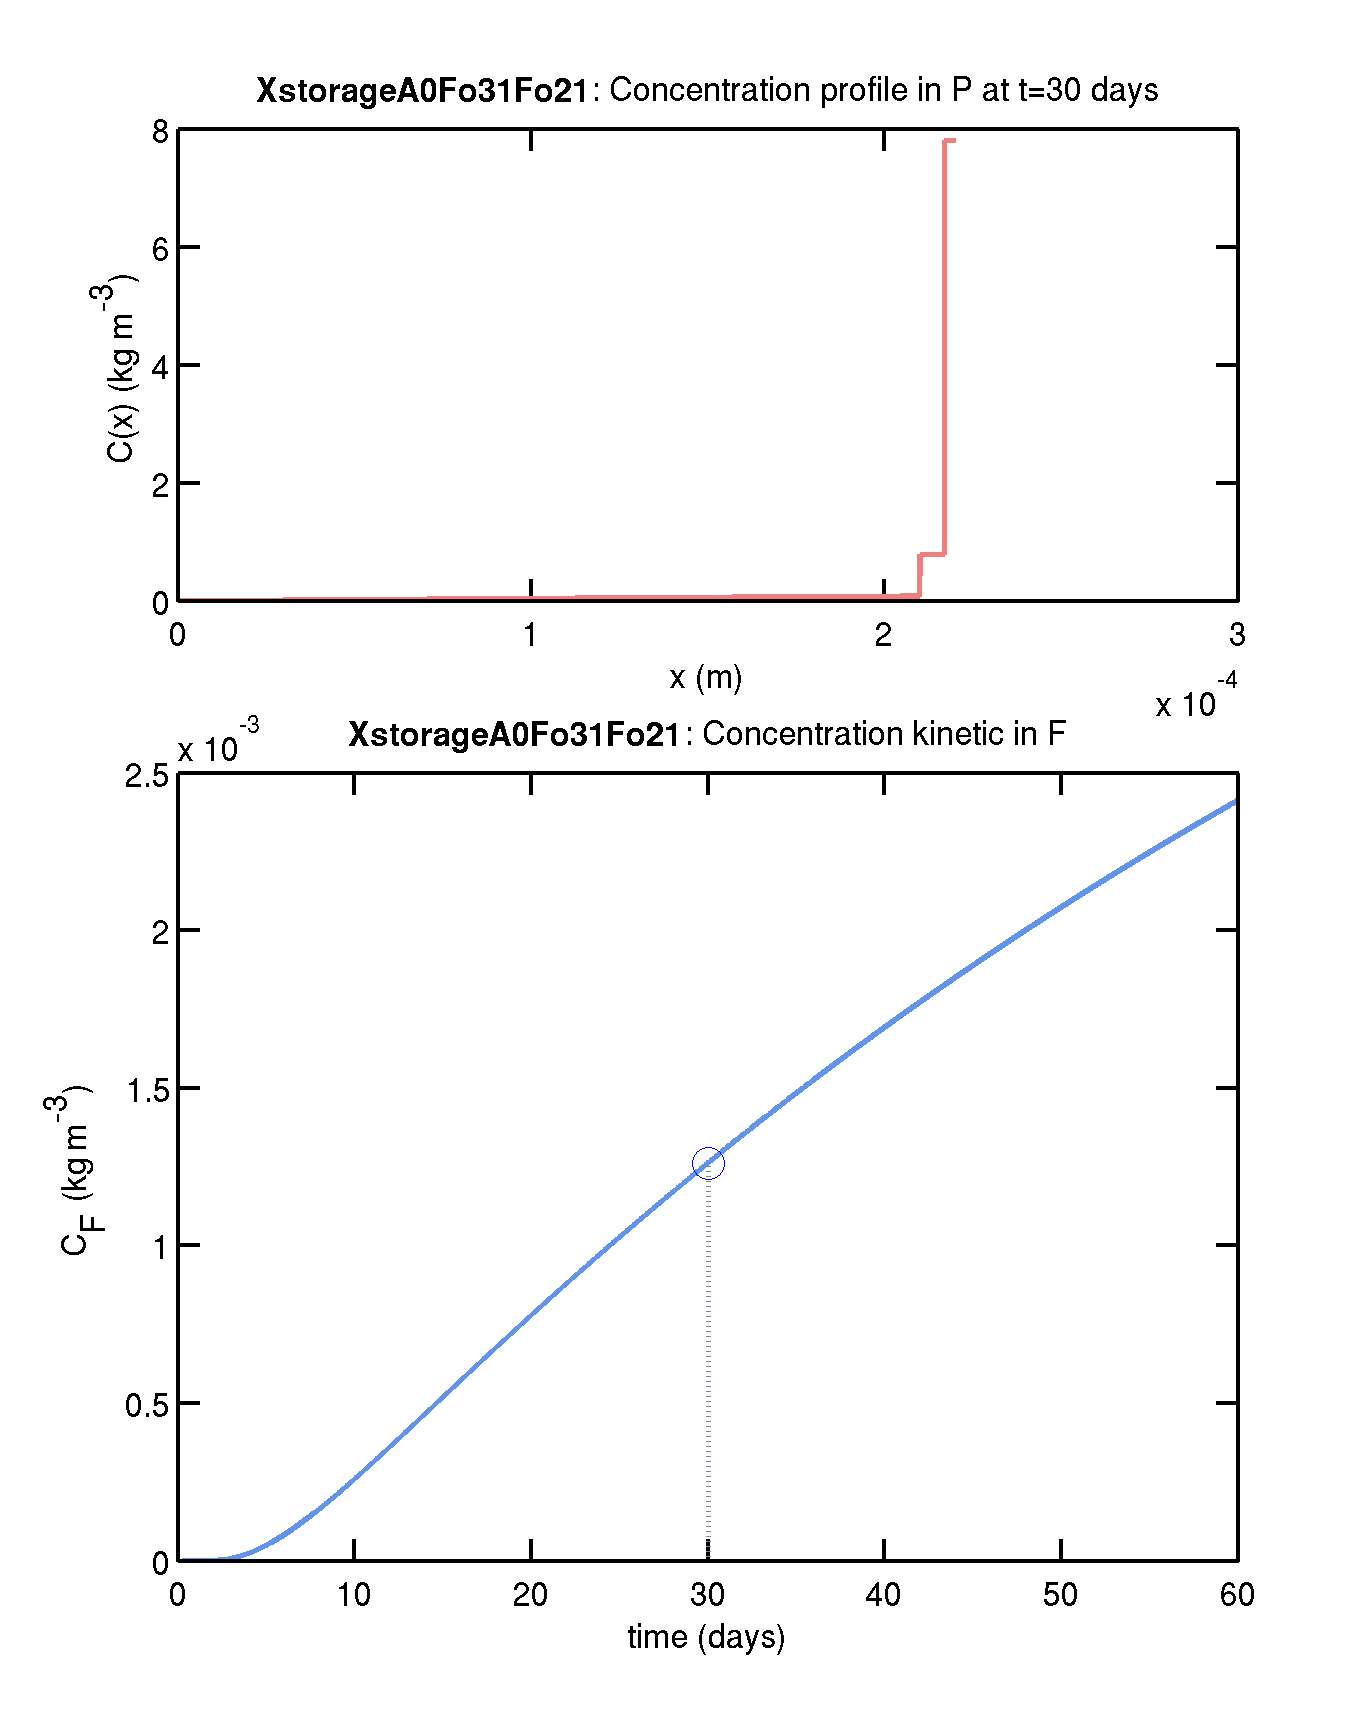 XstorageA0Fo31Fo21: Concentration profile in P at t=30 days
8
6
4
2
0
C(x) (kg m-3)
0 1 2 3
x (m)
x 10-4
XstorageA0Fo31Fo21: Concentration kinetic in F
x 10-3
2.5
2
1.5
1
0.5
0
CF (kg m-3)
0 10 20 30 40 50 60
time (days)